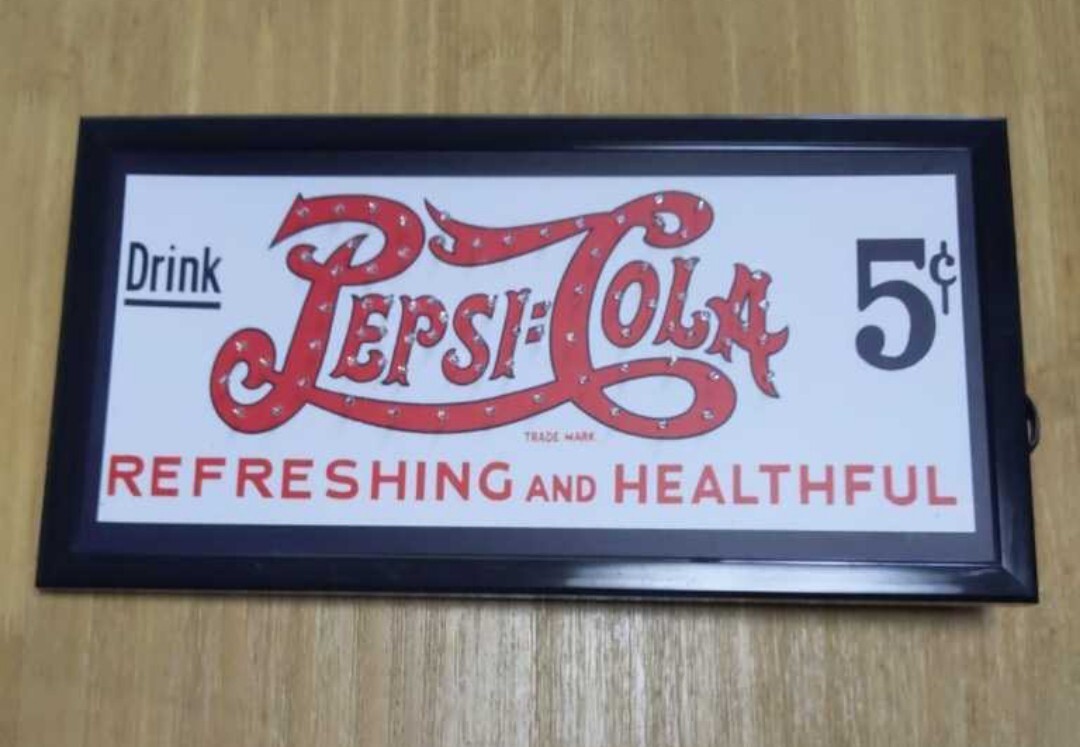 Drink
PEPSI=COLA
5¢
TRADE MARK
REFRESHING AND HEALTHFUL